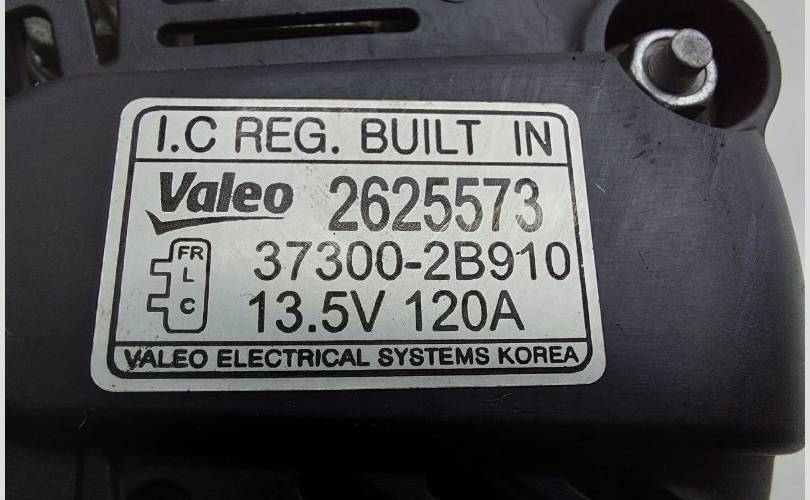 I.C REG. BUILT IN
Valeo 2625573
FR
37300-2B910
L
C
13.5V 120A
VALEO ELECTRICAL SYSTEMS KOREA